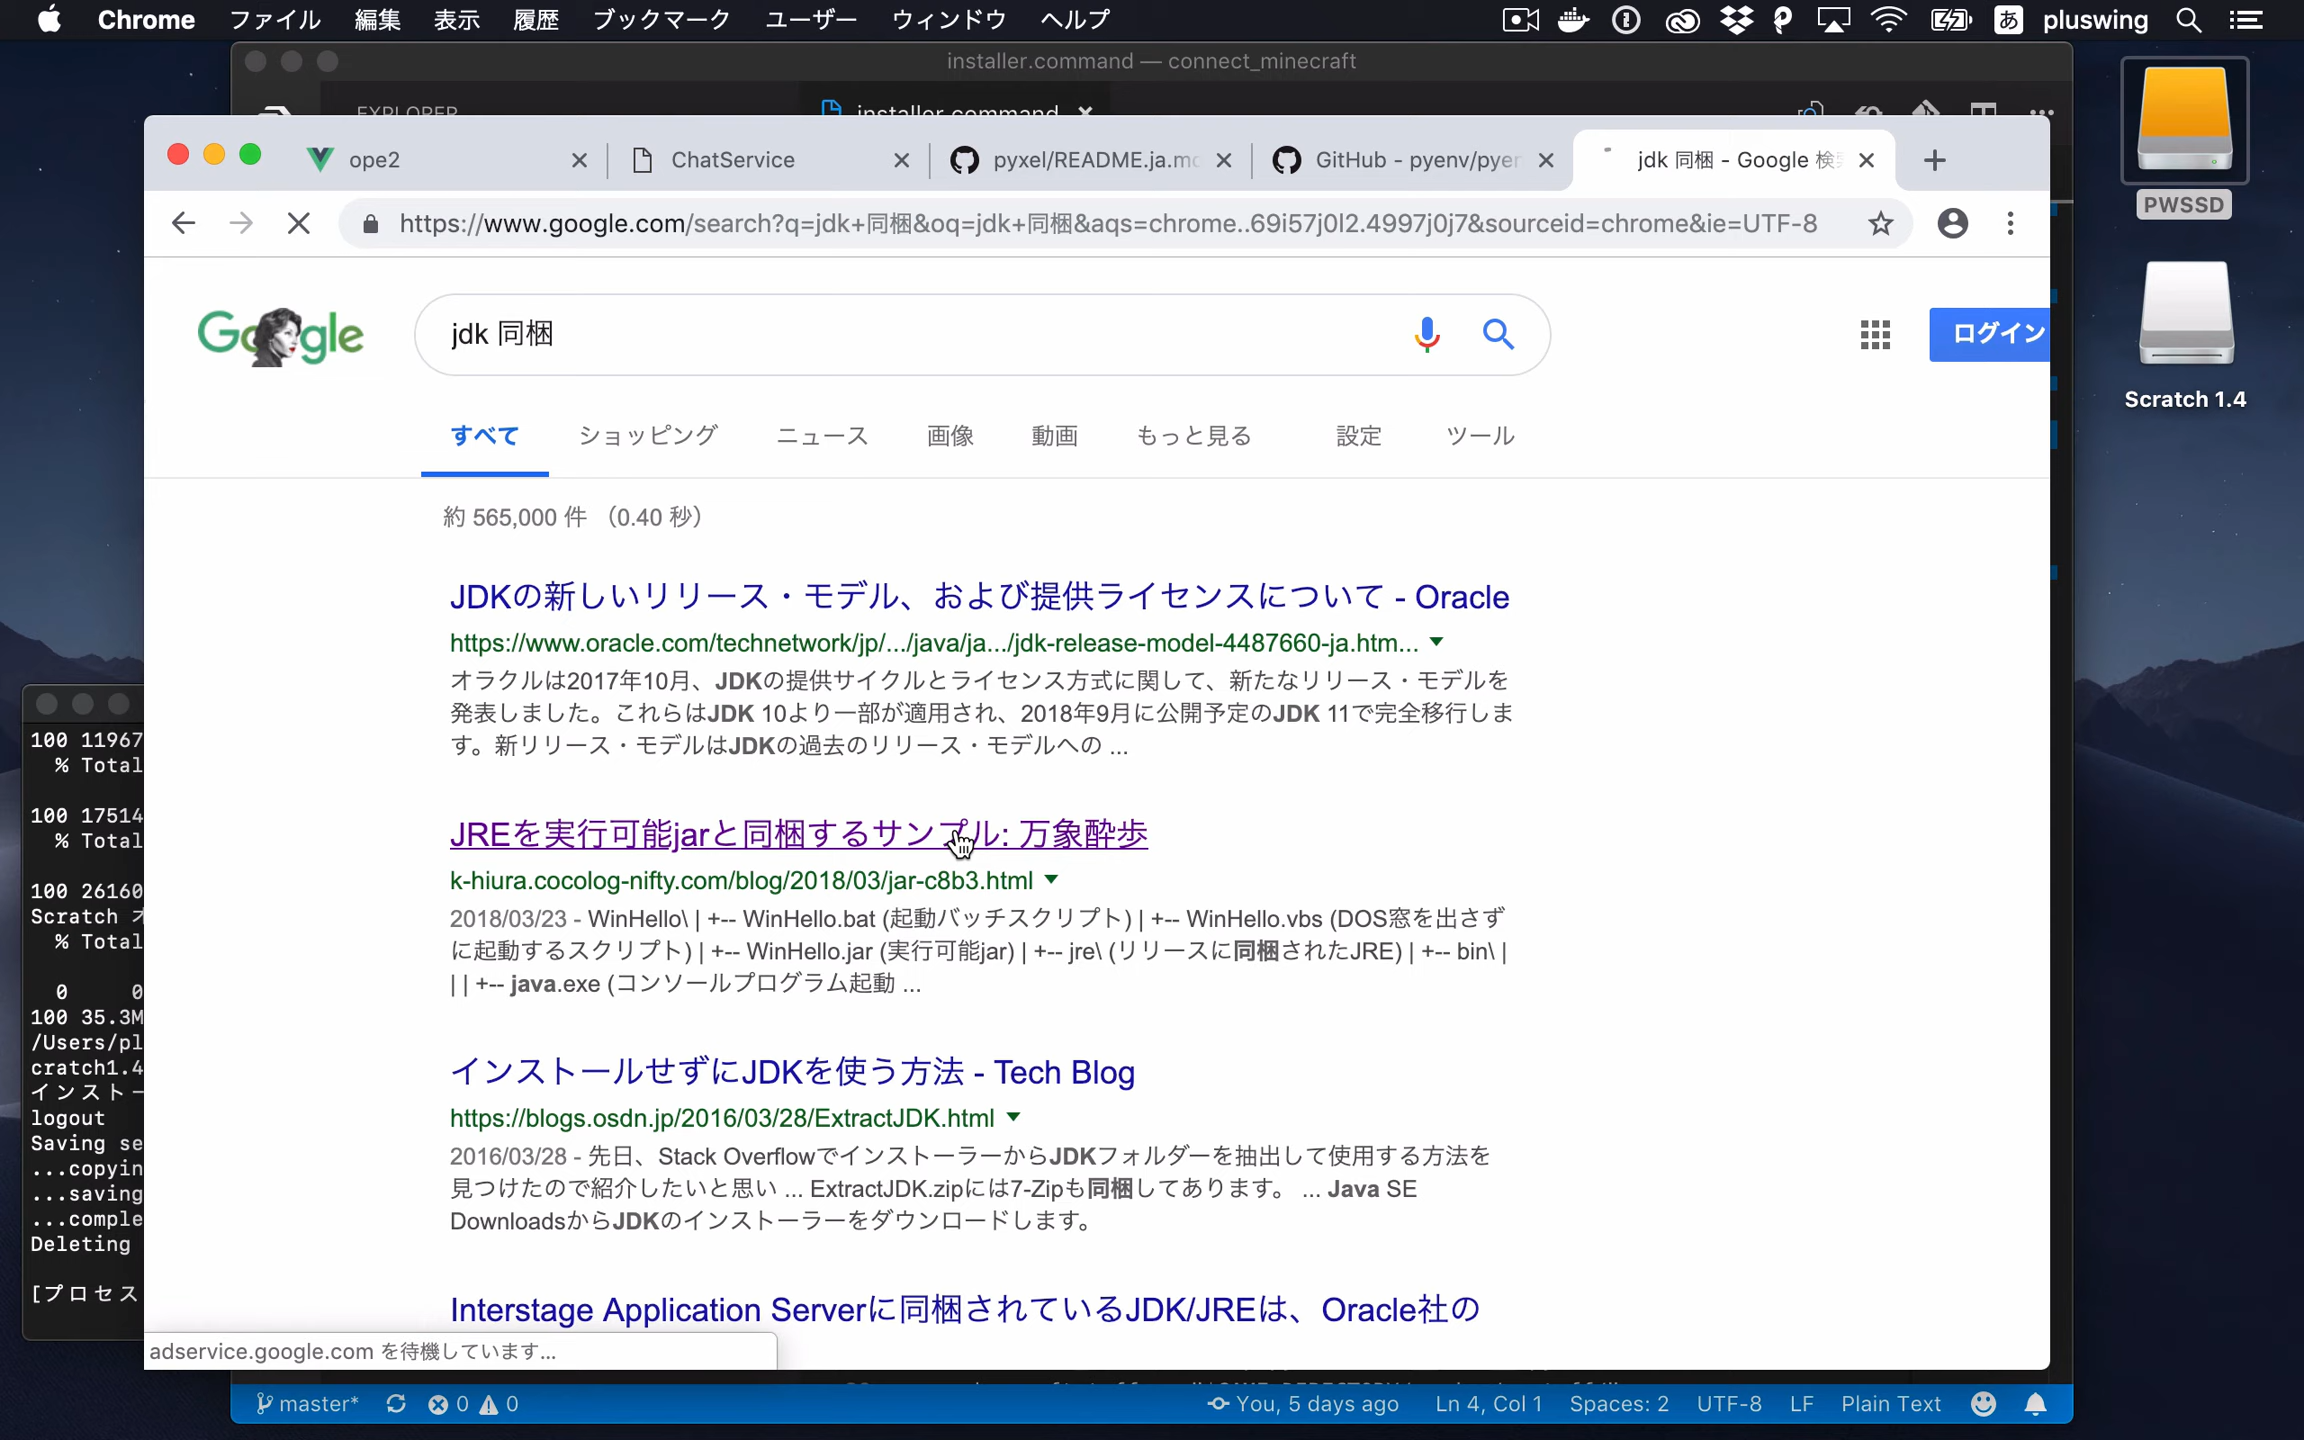 Chrome ファイル 編集 表示 履歴 ブックマーク ユーザー ウィンドウ ヘルプ あ pluswing
installer.command — connect_minecraft
EXPLORER installer.command
ope2 ChatService pyxel/README.ja.mc GitHub - pyenv/pyen jdk 同梱 - Google 検
https://www.google.com/search?q=jdk+同梱&oq=jdk+同梱&aqs=chrome..69i57j0l2.4997j0j7&sourceid=chrome&ie=UTF-8
PWSSD
Scratch 1.4
Google jdk 同梱 ログイン
すべて ショッピング ニュース 画像 動画 もっと見る 設定 ツール
約 565,000 件 （0.40 秒）
JDKの新しいリリース・モデル、および提供ライセンスについて - Oracle
https://www.oracle.com/technetwork/jp/.../java/ja.../jdk-release-model-4487660-ja.htm...
オラクルは2017年10月、JDKの提供サイクルとライセンス方式に関して、新たなリリース・モデルを
発表しました。これらはJDK 10より一部が適用され、2018年9月に公開予定のJDK 11で完全移行しま
す。新リリース・モデルはJDKの過去のリリース・モデルへの ...
JREを実行可能jarと同梱するサンプル: 万象酔歩
k-hiura.cocolog-nifty.com/blog/2018/03/jar-c8b3.html
2018/03/23 - WinHello\ | +-- WinHello.bat (起動バッチスクリプト) | +-- WinHello.vbs (DOS窓を出さず
に起動するスクリプト) | +-- WinHello.jar (実行可能jar) | +-- jre\ (リリースに同梱されたJRE) | +-- bin\ |
| | +-- java.exe (コンソールプログラム起動 ...
インストールせずにJDKを使う方法 - Tech Blog
https://blogs.osdn.jp/2016/03/28/ExtractJDK.html
2016/03/28 - 先日、Stack OverflowでインストーラーからJDKフォルダーを抽出して使用する方法を
見つけたので紹介したいと思い ... ExtractJDK.zipには7-Zipも同梱してあります。 ... Java SE
DownloadsからJDKのインストーラーをダウンロードします。
Interstage Application Serverに同梱されているJDK/JREは、Oracle社の
adservice.google.com を待機しています...
100 11967
% Total
100 17514
% Total
100 26160
Scratch
% Total
0 0
100 35.3M
/Users/pl
cratch1.4
インストー
logout
Saving se
...copyin
...saving
...comple
Deleting
[プロセス
master* 0 0 You, 5 days ago Ln 4, Col 1 Spaces: 2 UTF-8 LF Plain Text